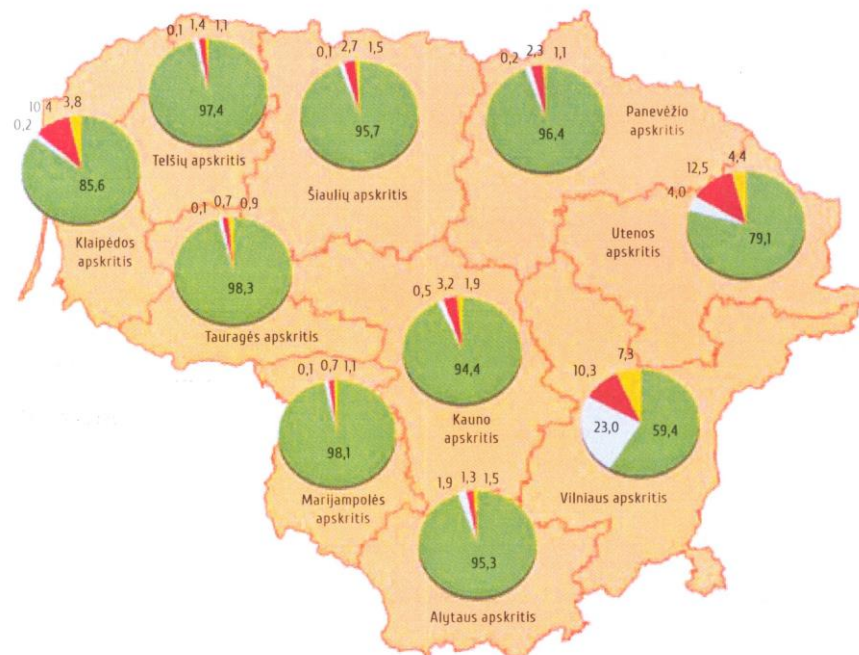 0,1 1,4 1,1
97,4
Telšių apskritis
0,1 2,7 1,5
95,7
Šiaulių apskritis
0,2 2,3 1,1
96,4
Panevėžio
apskritis
0,2 10,4 3,8
85,6
Klaipėdos
apskritis
4,0 12,5 4,4
79,1
Utenos
apskritis
0,1 0,7 0,9
98,3
Tauragės apskritis
0,5 3,2 1,9
94,4
Kauno
apskritis
10,3 7,3
23,0 59,4
Vilniaus apskritis
0,1 0,7 1,1
98,1
Marijampolės
apskritis
1,9 1,3 1,5
95,3
Alytaus apskritis